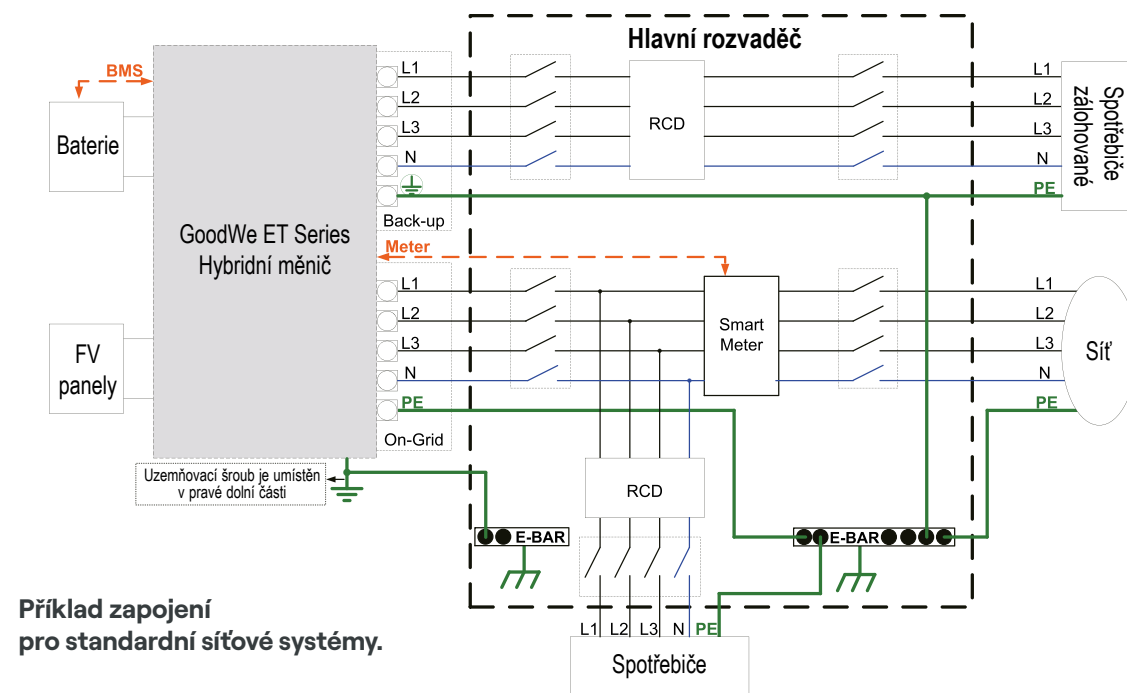 Hlavní rozvaděč
BMS
Baterie
GoodWe ET Series
Hybridní měnič
FV
panely
L1
L2
L3
N
Back-up
RCD
L1
L2
L3
N
PE
Spotřebiče
zálohované
Meter
L1
L2
L3
N
PE
On-Grid
Smart
Meter
L1
L2
L3
N
PE
Síť
Uzemňovací šroub je umístěn
v pravé dolní části
RCD
E-BAR
E-BAR
L1 L2 L3 N PE
Spotřebiče
Příklad zapojení
pro standardní síťové systémy.